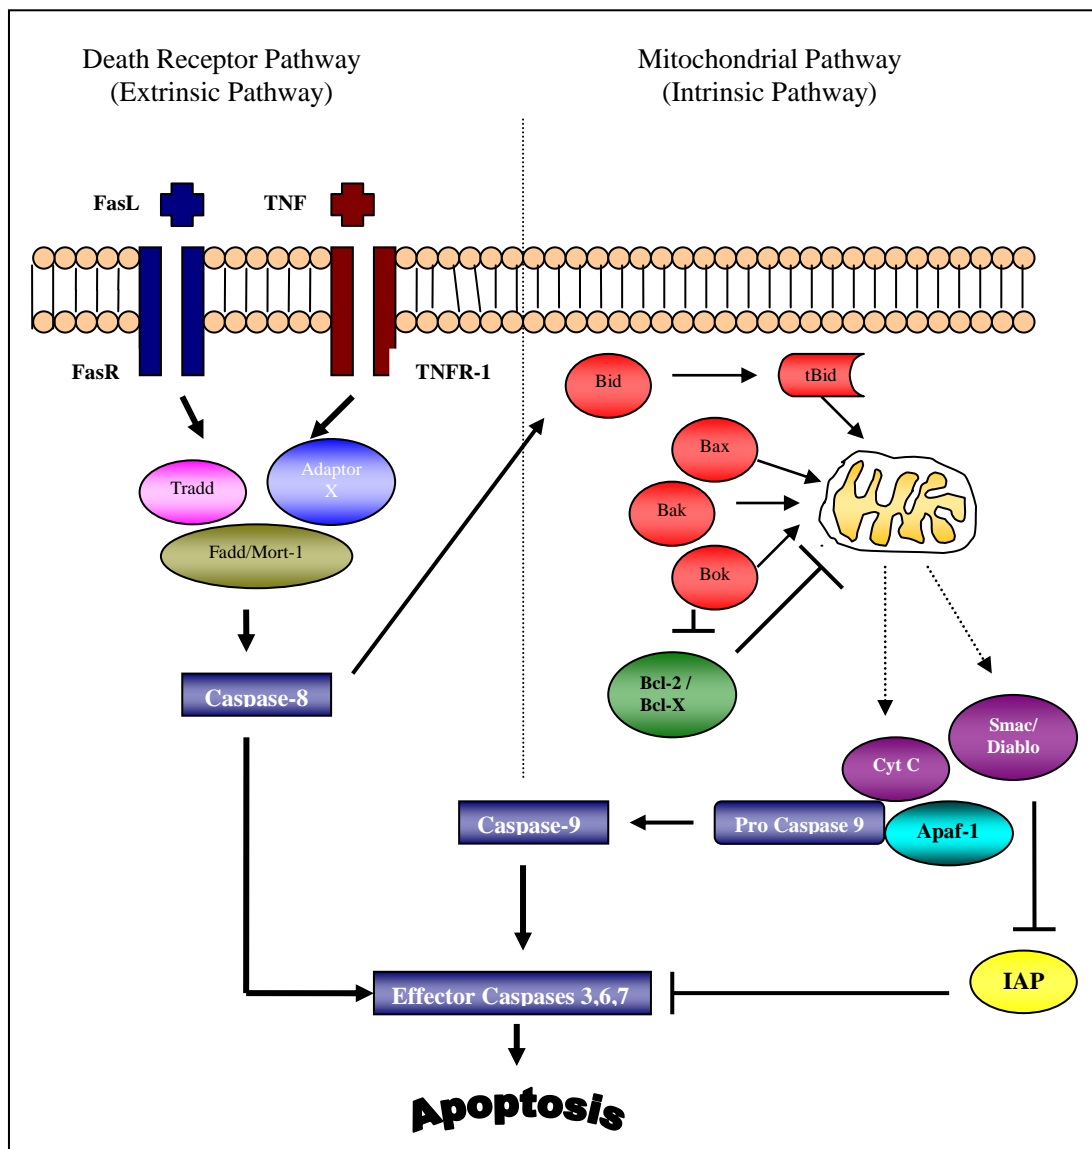 Death Receptor Pathway
(Extrinsic Pathway)
Mitochondrial Pathway
(Intrinsic Pathway)
FasL
TNF
FasR
TNFR-1
Bid
tBid
Bax
Bak
Bok
Tradd
Adaptor
X
Fadd/Mort-1
Caspase-8
Bcl-2 /
Bcl-X
Smac/
Diablo
Cyt C
Caspase-9
Pro Caspase 9
Apaf-1
Effector Caspases 3,6,7
IAP
Apoptosis